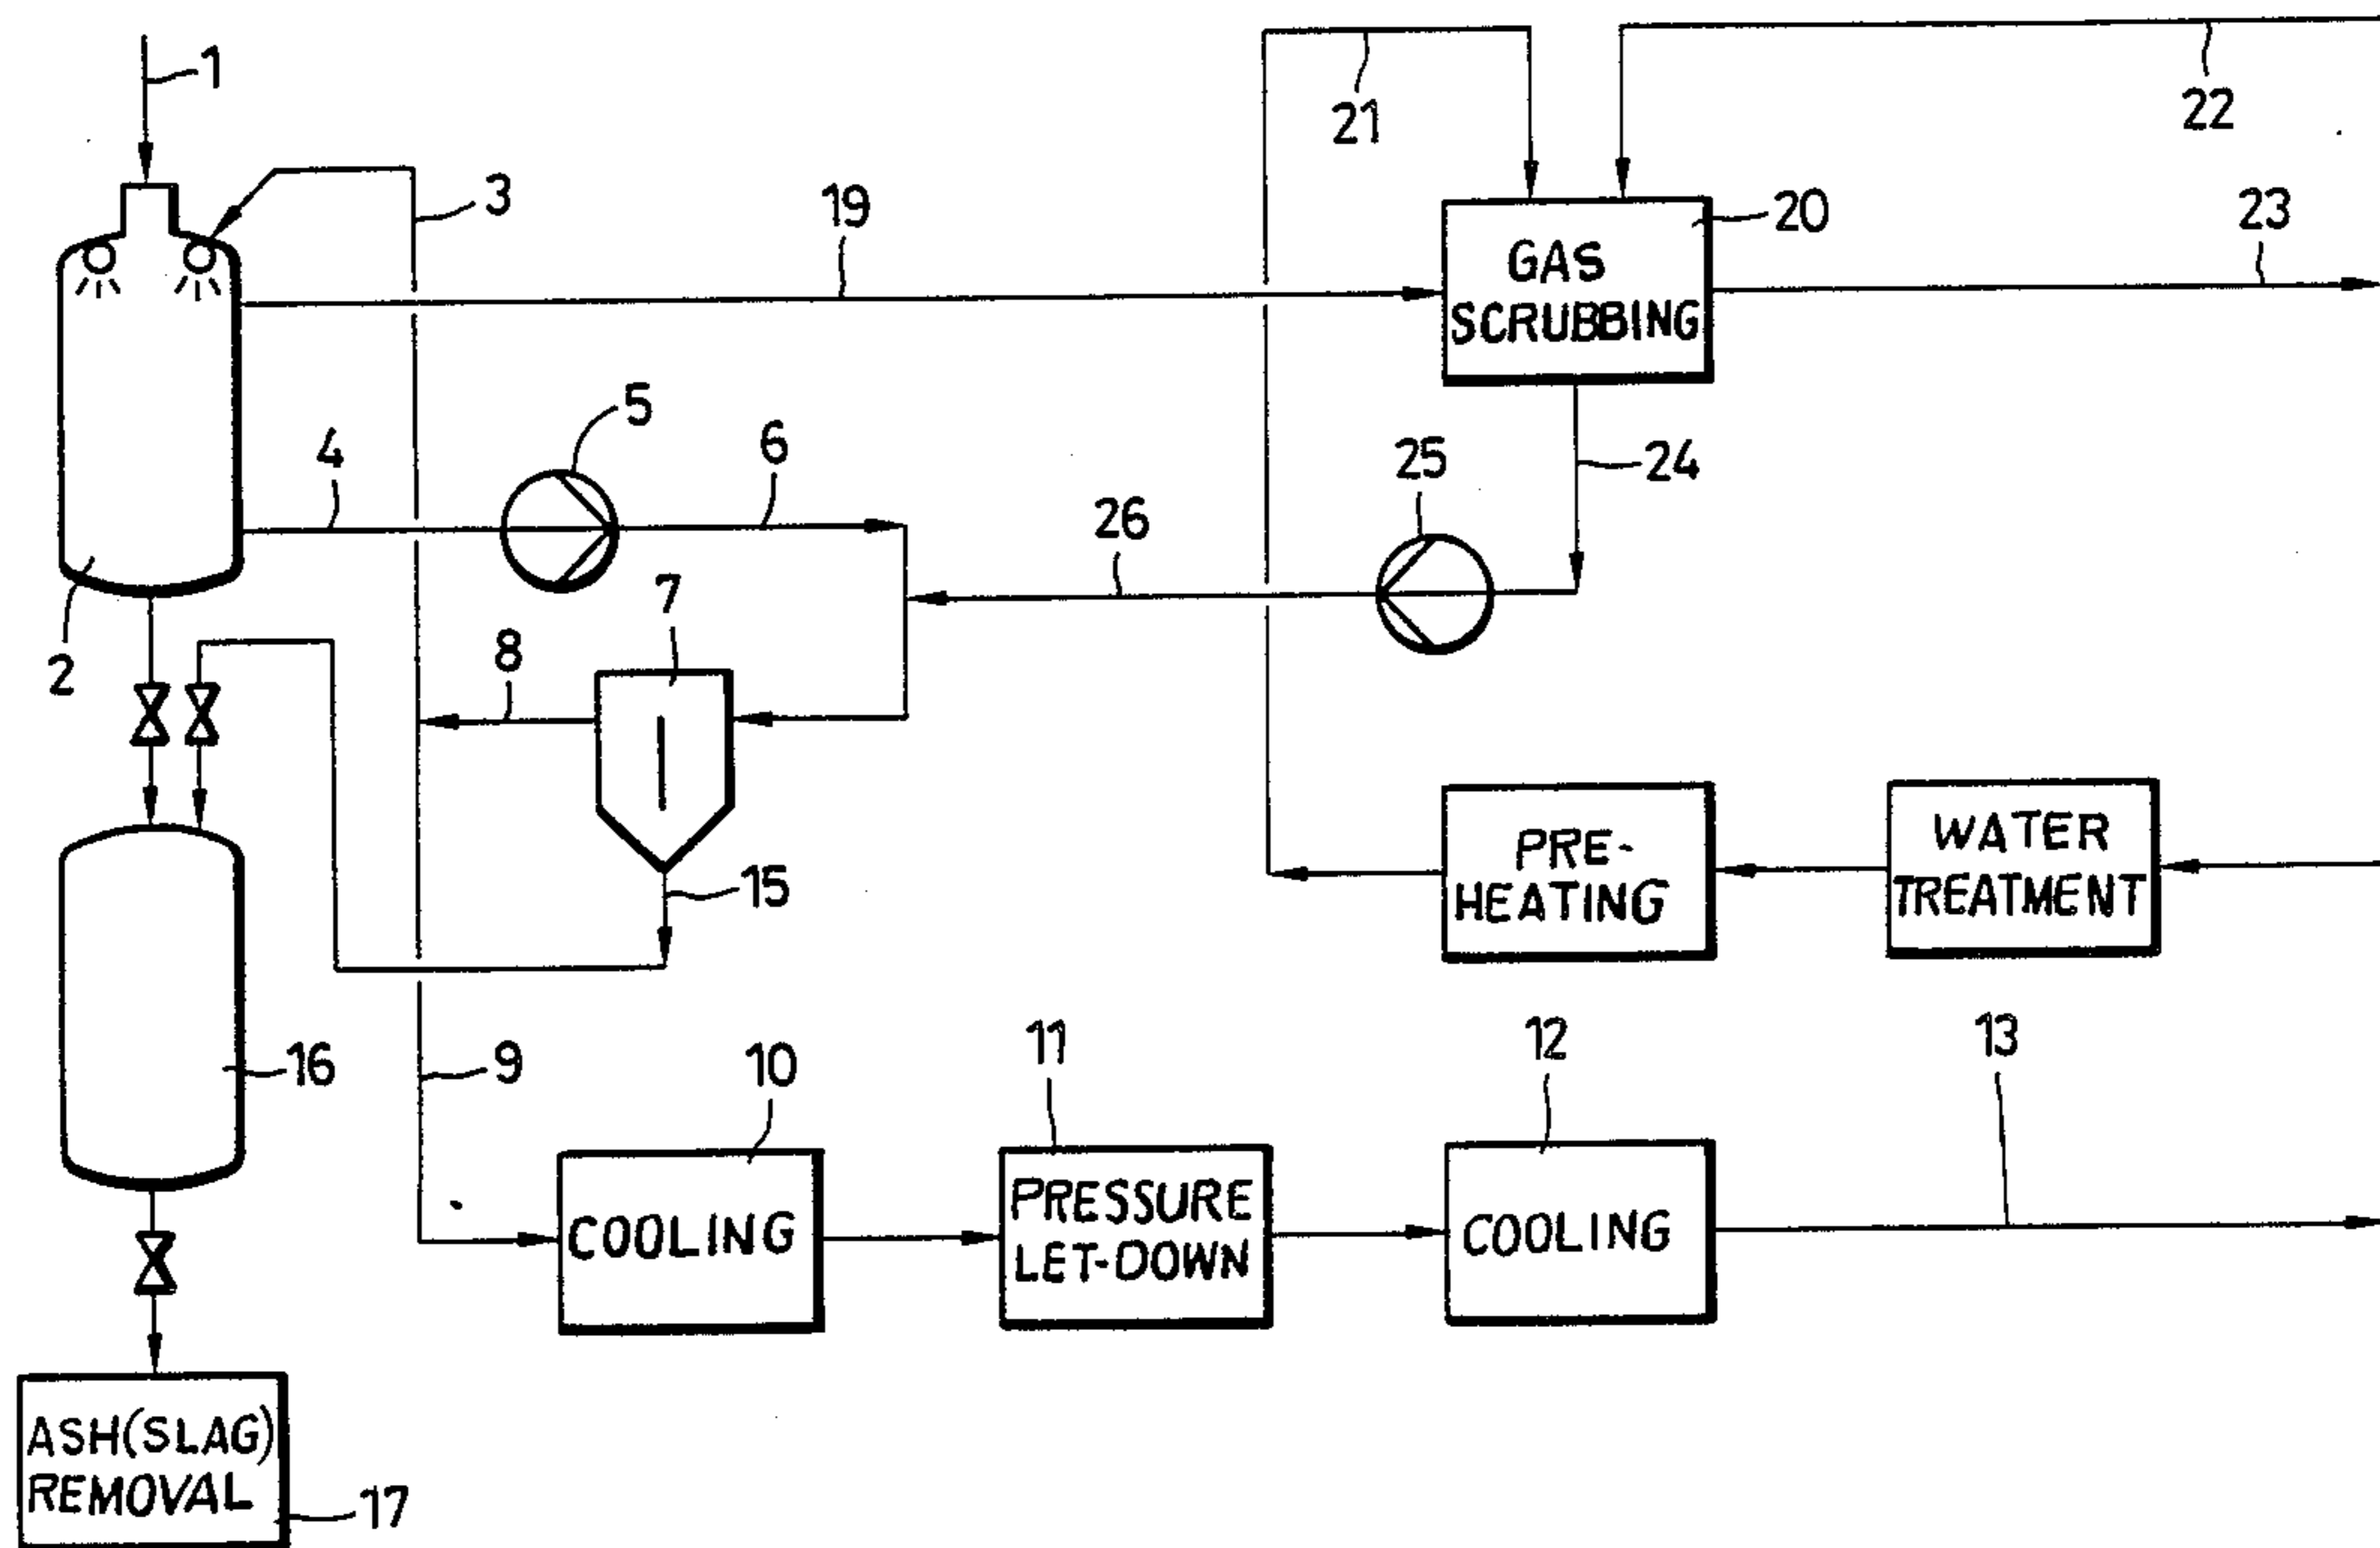 1
21
22
3
19
20
23
GAS
SCRUBBING
5
4
6
25
24
26
7
2
8
PRE-
HEATING
WATER
TREATMENT
15
16
9
10
11
12
13
COOLING
PRESSURE
LET-DOWN
COOLING
ASH(SLAG)
REMOVAL
17